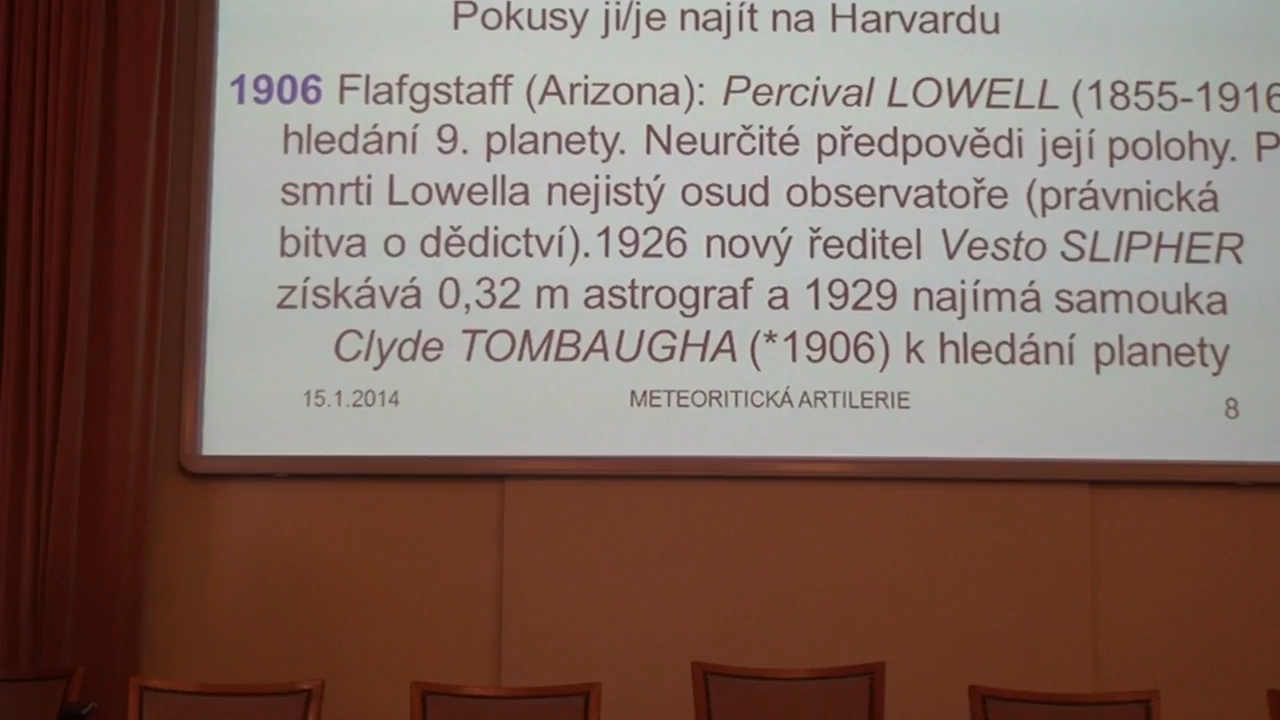 Pokusy ji/je najít na Harvardu
1906 Flafgstaff (Arizona): Percival LOWELL (1855-1916
hledání 9. planety. Neurčité předpovědi její polohy. P
smrti Lowella nejistý osud observatoře (právnická
bitva o dědictví).1926 nový ředitel Vesto SLIPHER
získává 0,32 m astrograf a 1929 najímá samouka
Clyde TOMBAUGHA (*1906) k hledání planety
15.1.2014 METEORITICKÁ ARTILERIE 8